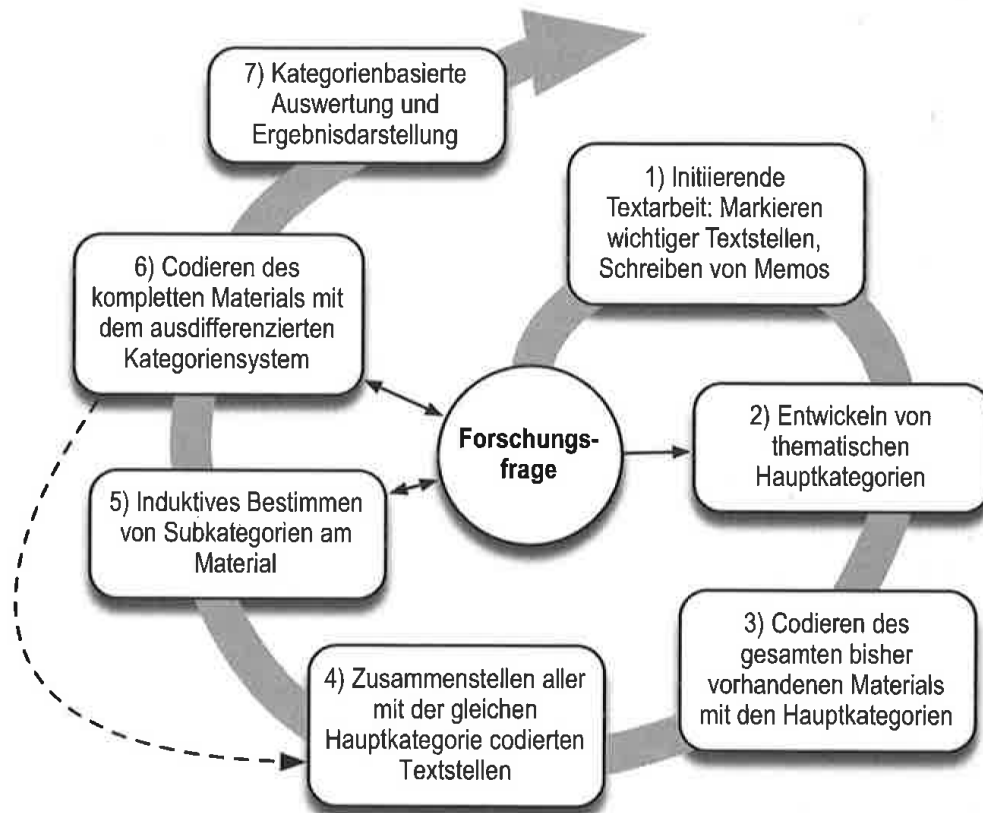 7) Kategorienbasierte
Auswertung und
Ergebnisdarstellung
1) Initiierende
Textarbeit: Markieren
wichtiger Textstellen,
Schreiben von Memos
6) Codieren des
kompletten Materials mit
dem ausdifferenzierten
Kategoriensystem
Forschungs-
frage
2) Entwickeln von
thematischen
Hauptkategorien
5) Induktives Bestimmen
von Subkategorien am
Material
3) Codieren des
gesamten bisher
vorhandenen Materials
mit den Hauptkategorien
4) Zusammenstellen aller
mit der gleichen
Hauptkategorie codierten
Textstellen